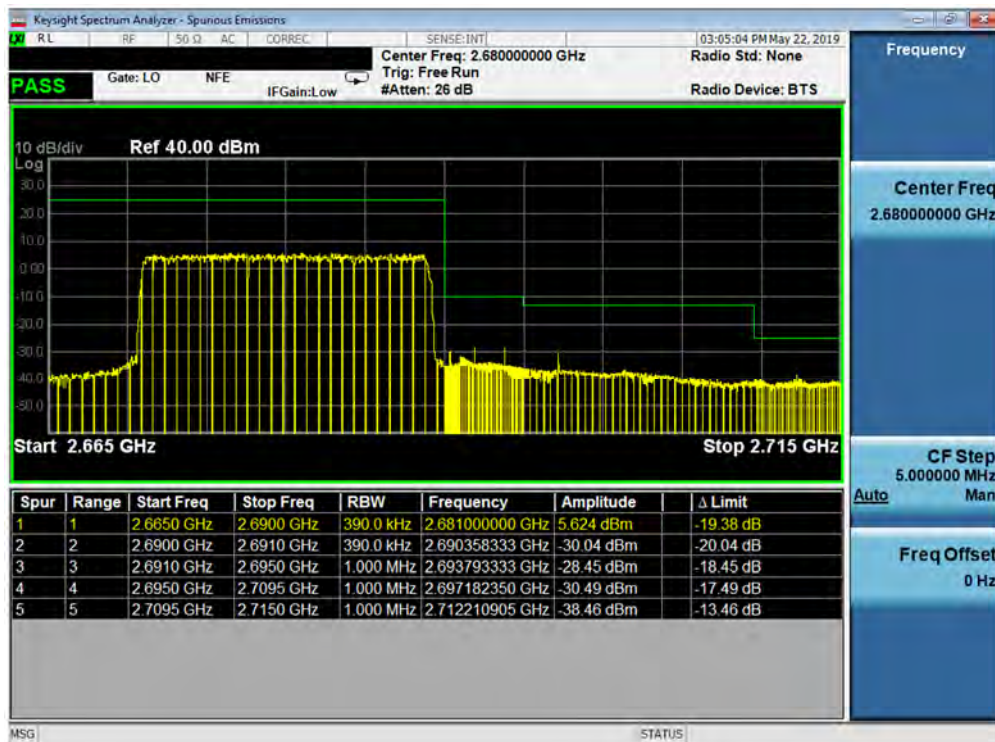 Keysight Spectrum Analyzer - Spurious Emissions
LXI RL RF 50 Ω AC CORREC SENSE:INT 03:05:04 PM May 22, 2019
Center Freq: 2.680000000 GHz Radio Std: None
PASS Gate: LO NFE Trig: Free Run
IFGain:Low #Atten: 26 dB Radio Device: BTS
10 dB/div Ref 40.00 dBm
Log
30.0
20.0
10.0
0.00
-10.0
-20.0
-30.0
-40.0
-50.0
Start 2.665 GHz Stop 2.715 GHz
Spur Range Start Freq Stop Freq RBW Frequency Amplitude Δ Limit
1 1 2.6650 GHz 2.6900 GHz 390.0 kHz 2.681000000 GHz 5.624 dBm -19.38 dB
2 2 2.6900 GHz 2.6910 GHz 390.0 kHz 2.690358333 GHz -30.04 dBm -20.04 dB
3 3 2.6910 GHz 2.6950 GHz 1.000 MHz 2.693793333 GHz -28.45 dBm -18.45 dB
4 4 2.6950 GHz 2.7095 GHz 1.000 MHz 2.697182350 GHz -30.49 dBm -17.49 dB
5 5 2.7095 GHz 2.7150 GHz 1.000 MHz 2.712210905 GHz -38.46 dBm -13.46 dB
MSG STATUS
Frequency
Center Freq
2.680000000 GHz
CF Step
5.000000 MHz
Auto Man
Freq Offset
0 Hz